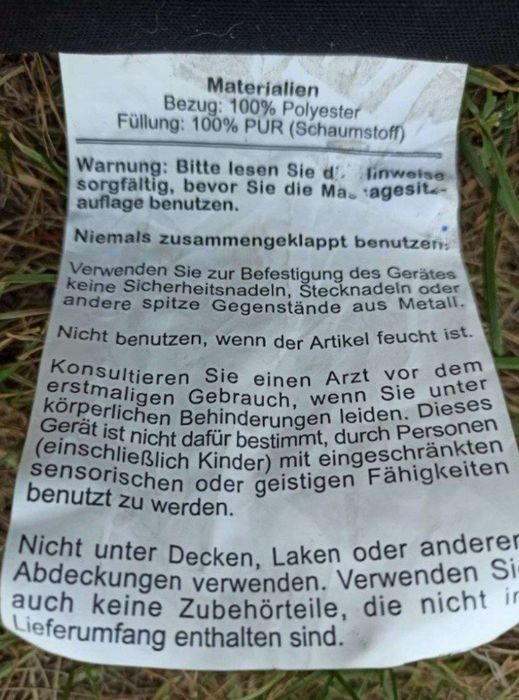 Materialien
Bezug: 100% Polyester
Füllung: 100% PUR (Schaumstoff)
Warnung: Bitte lesen Sie
sorgfältig, bevor Sie die
auflage benutzen.
Niemals zusammengeklappt benutzen.
Verwenden Sie zur Befestigung des Gerätes
keine Sicherheitsnadeln, Stecknadeln oder
andere spitze Gegenstände aus Metall.
Nicht benutzen, wenn der Artikel feucht ist.
Konsultieren Sie einen Arzt vor dem
erstmaligen Gebrauch, wenn Sie unter
körperlichen Behinderungen leiden. Dieses
Gerät ist nicht dafür bestimmt, durch Personen
(einschließlich Kinder) mit eingeschränkten
sensorischen oder geistigen Fähigkeiten
benutzt zu werden.
Nicht unter Decken, Laken oder anderen
Abdeckungen verwenden. Verwenden
auch keine Zubehörteile, die nicht
Lieferumfang enthalten sind.